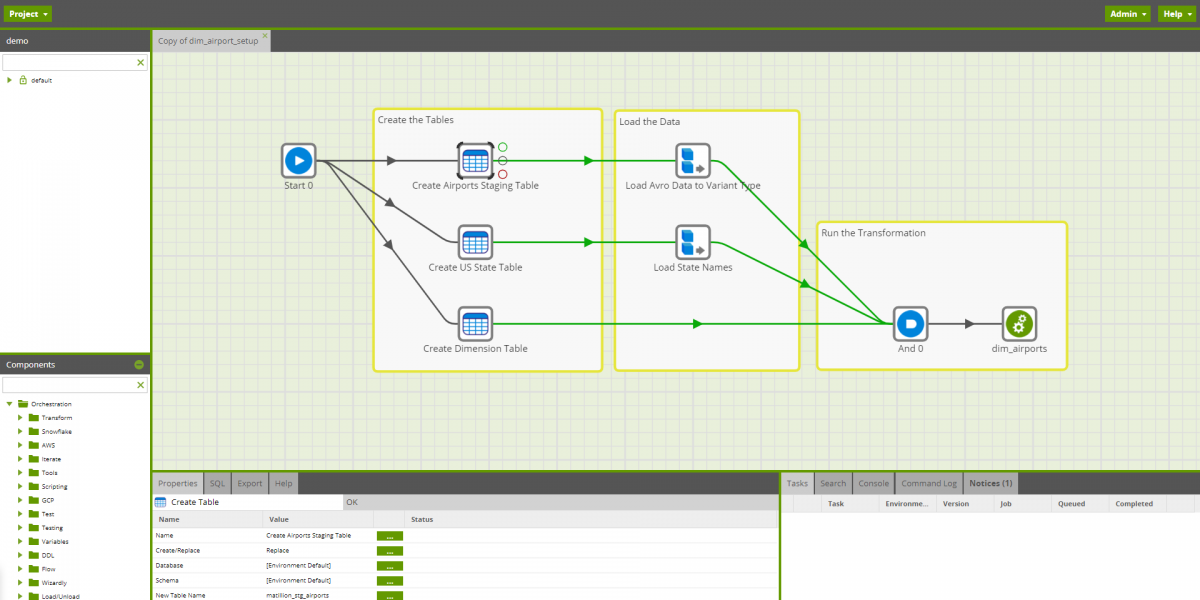 Project
Admin
Help
demo
Copy of dim_airport_setup
default
Create the Tables
Load the Data
Start 0
Create Airports Staging Table
Load Avro Data to Variant Type
Run the Transformation
Create US State Table
Load State Names
Create Dimension Table
And 0
dim_airports
Components
Orchestration
Transform
Snowflake
AWS
Iterate
Tools
Scripting
GCP
Test
Testing
Variables
DDL
Flow
Wizardly
Load/Unload
Properties SQL Export Help
Create Table OK
Name Value Status
Name Create Airports Staging Table ...
Create/Replace Replace ...
Database [Environment Default] ...
Schema [Environment Default] ...
New Table Name matillion_stg_airports ...
Tasks Search Console Command Log Notices (1)
Task Environme... Version Job Queued Completed